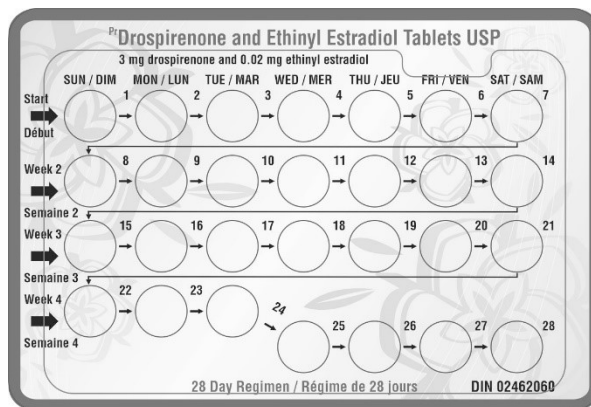 PrDrospirenone and Ethinyl Estradiol Tablets USP
3 mg drospirenone and 0.02 mg ethinyl estradiol
SUN / DIM MON / LUN TUE / MAR WED / MER THU / JEU FRI / VEN SAT / SAM
Start
Début
1 2 3 4 5 6 7
Week 2
Semaine 2
8 9 10 11 12 13 14
Week 3
Semaine 3
15 16 17 18 19 20 21
Week 4
Semaine 4
22 23 24 25 26 27 28
28 Day Regimen / Régime de 28 jours
DIN 02462060